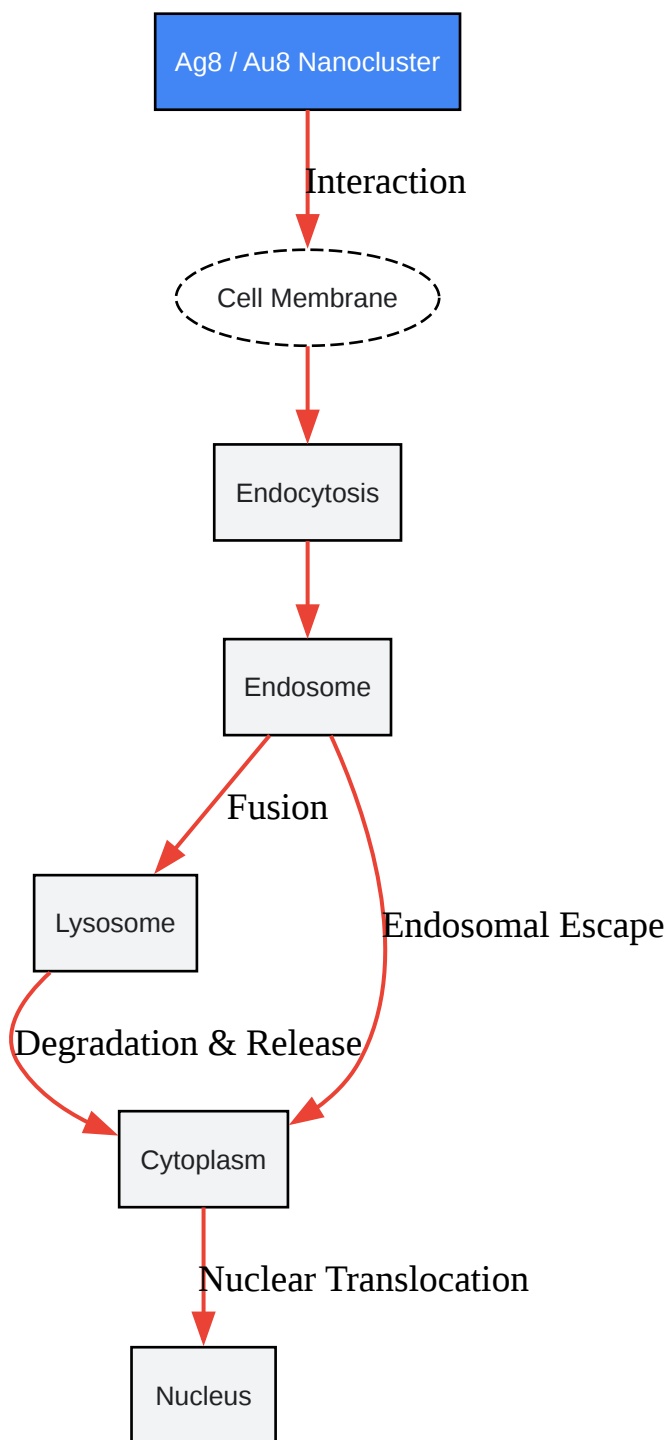 Ag8 / Au8 Nanocluster
Interaction
Cell Membrane
Endocytosis
Endosome
Fusion
Lysosome
Endosomal Escape
Degradation & Release
Cytoplasm
Nuclear Translocation
Nucleus